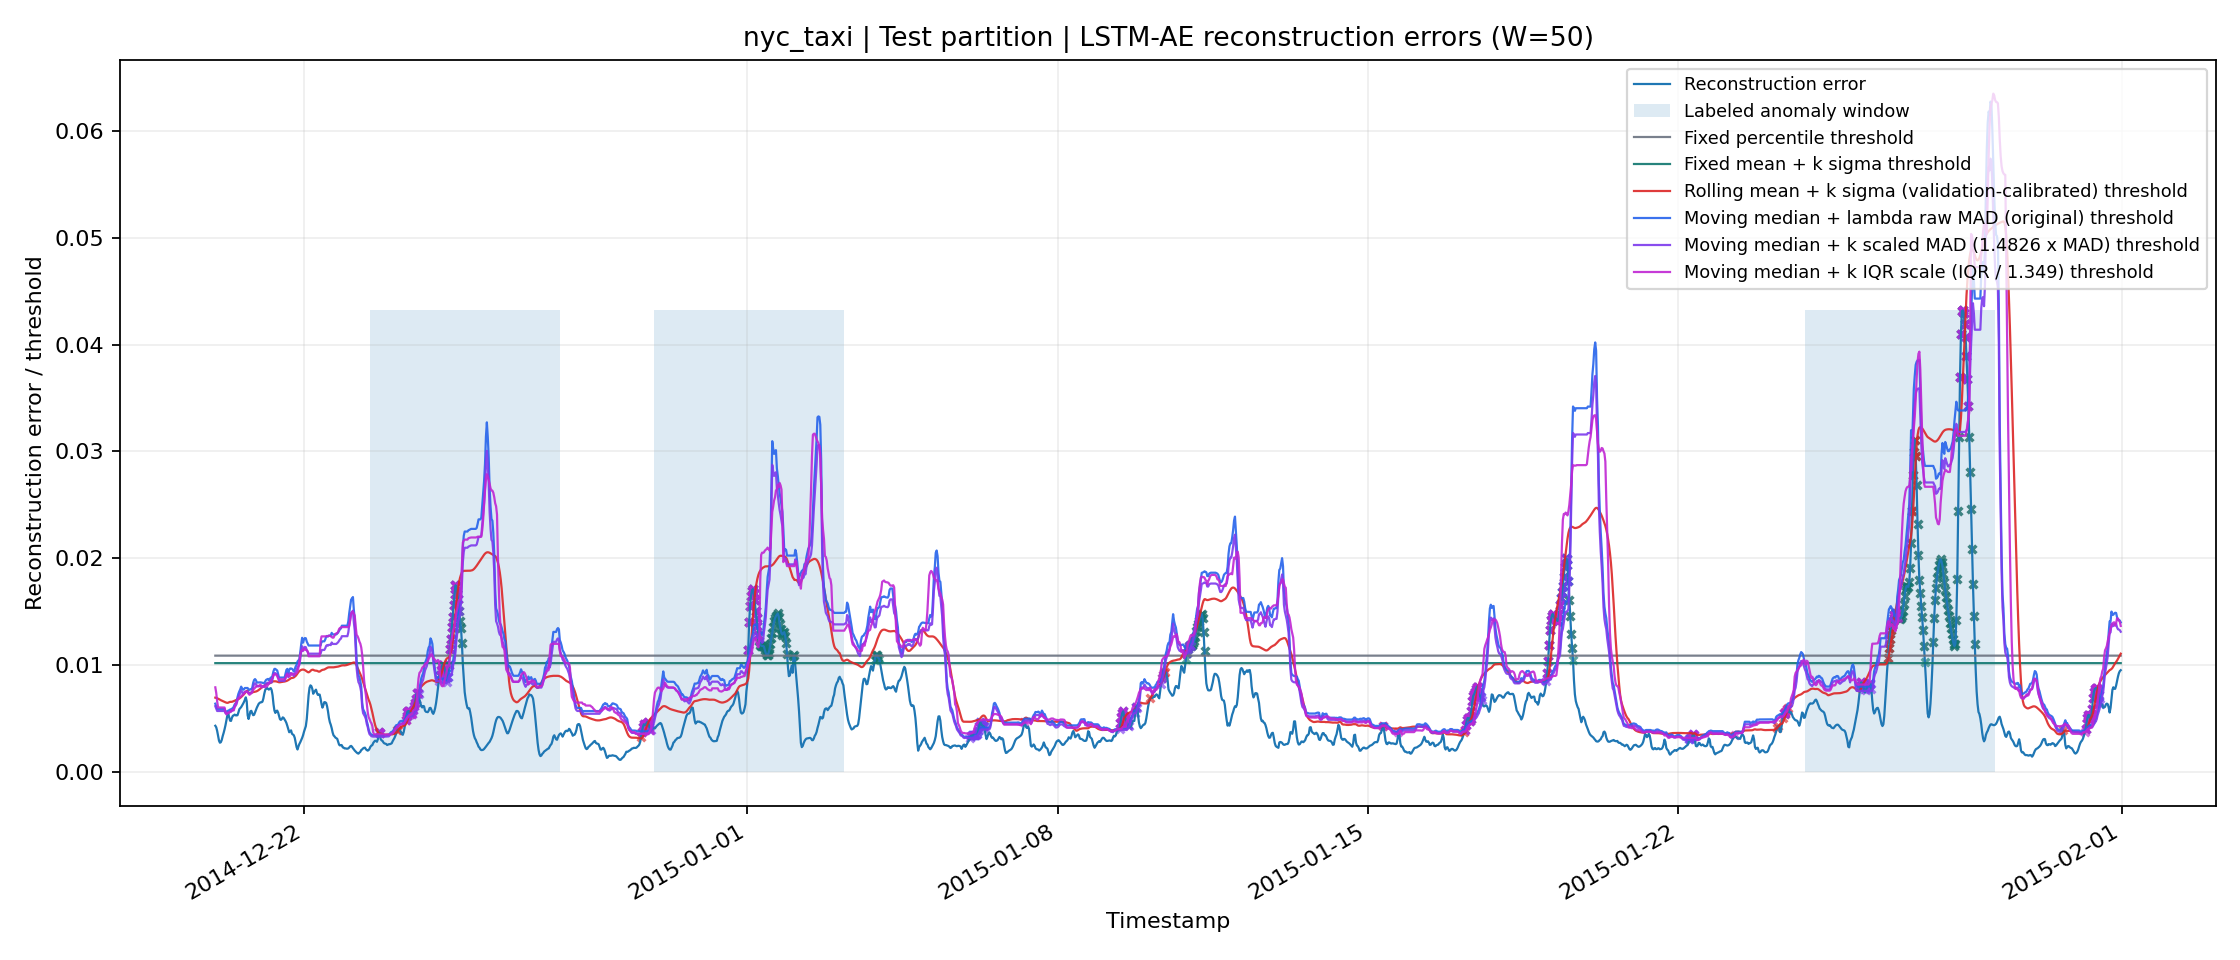 nyc_taxi | Test partition | LSTM-AE reconstruction errors (W=50)
Reconstruction error
Labeled anomaly window
Fixed percentile threshold
Fixed mean + k sigma threshold
Rolling mean + k sigma (validation-calibrated) threshold
Moving median + lambda raw MAD (original) threshold
Moving median + k scaled MAD (1.4826 x MAD) threshold
Moving median + k IQR scale (IQR / 1.349) threshold
Reconstruction error / threshold
0.06
0.05
0.04
0.03
0.02
0.01
0.00
2014-12-22
2015-01-01
2015-01-08
2015-01-15
2015-01-22
2015-02-01
Timestamp